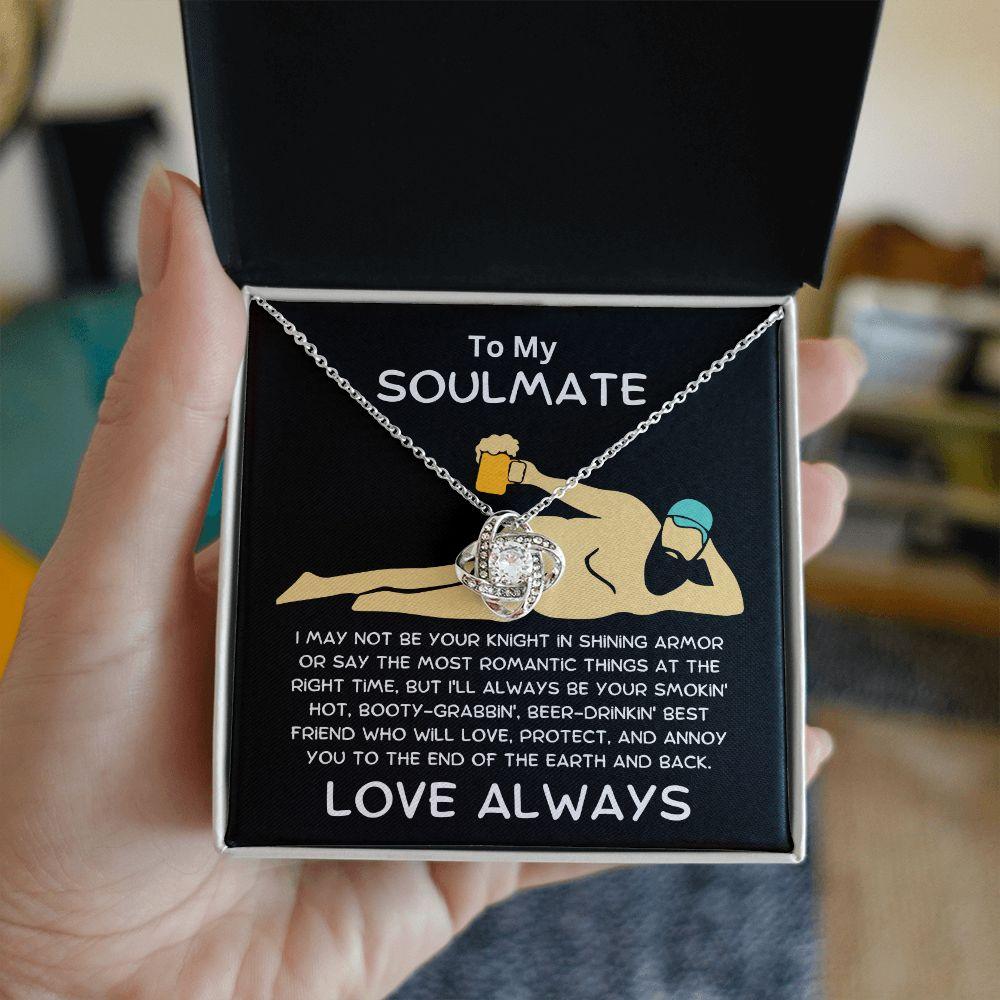 To My
SOULMATE
I MAY NOT BE YOUR KNIGHT IN SHINING ARMOR
OR SAY THE MOST ROMANTIC THINGS AT THE
RIGHT TIME, BUT I'LL ALWAYS BE YOUR SMOKIN'
HOT, BOOTY-GRABBIN', BEER-DRINKIN' BEST
FRIEND WHO WILL LOVE, PROTECT, AND ANNOY
YOU TO THE END OF THE EARTH AND BACK.
LOVE ALWAYS